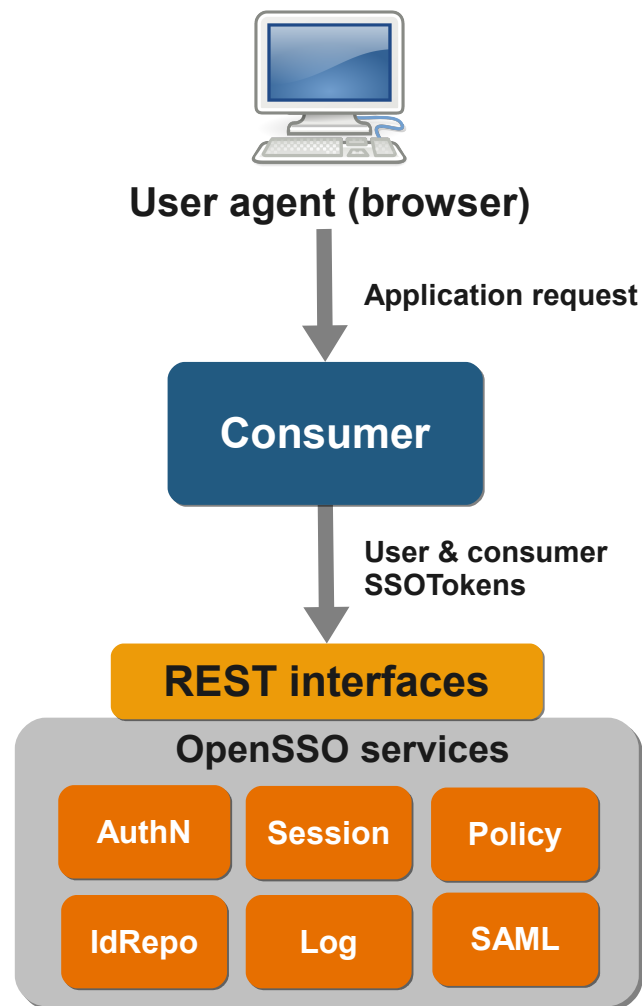 User agent (browser)
Application request
Consumer
User & consumer
SSOTokens
REST interfaces
OpenSSO services
AuthN
Session
Policy
IdRepo
Log
SAML